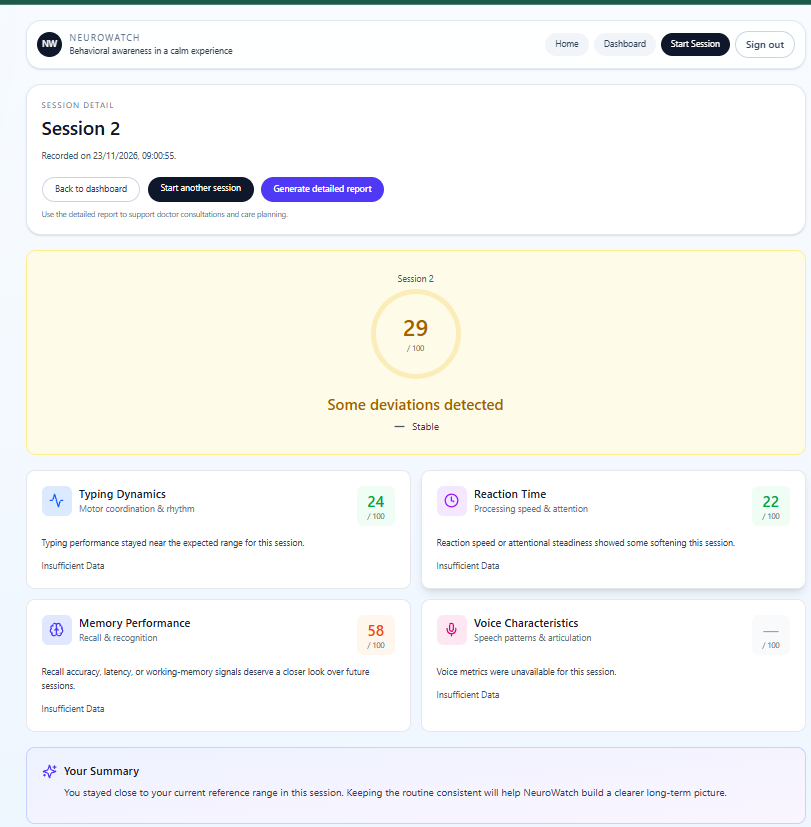 NW
NEUROWATCH
Behavioral awareness in a calm experience
Home
Dashboard
Start Session
Sign out
SESSION DETAIL
Session 2
Recorded on 23/11/2026, 09:00:55.
Back to dashboard
Start another session
Generate detailed report
Use the detailed report to support doctor consultations and care planning.
Session 2
29
/ 100
Some deviations detected
— Stable
Typing Dynamics
Motor coordination & rhythm
24
/ 100
Typing performance stayed near the expected range for this session.
Insufficient Data
Reaction Time
Processing speed & attention
22
/ 100
Reaction speed or attentional steadiness showed some softening this session.
Insufficient Data
Memory Performance
Recall & recognition
58
/ 100
Recall accuracy, latency, or working-memory signals deserve a closer look over future
sessions.
Insufficient Data
Voice Characteristics
Speech patterns & articulation
—
/ 100
Voice metrics were unavailable for this session.
Insufficient Data
Your Summary
You stayed close to your current reference range in this session. Keeping the routine consistent will help NeuroWatch build a clearer long-term picture.